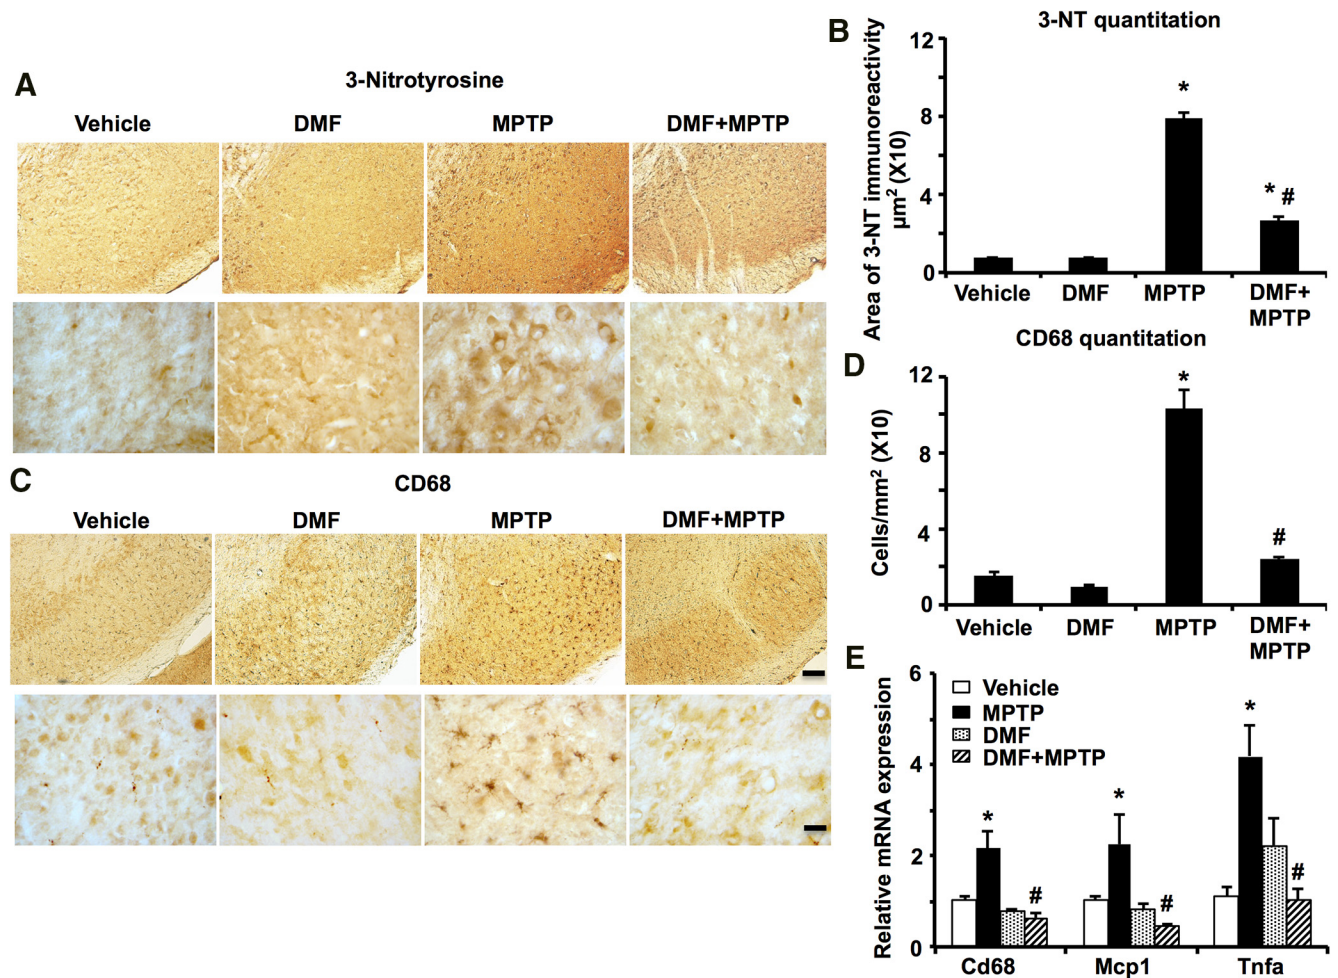 A
3-Nitrotyrosine
Vehicle DMF MPTP DMF+MPTP
B
3-NT quantitation
Area of 3-NT immunoreactivity
µm² (X10)
12
8
4
0
*
* #
Vehicle DMF MPTP DMF+
MPTP
C
CD68
Vehicle DMF MPTP DMF+MPTP
D
CD68 quantitation
Cells/mm² (X10)
12
8
4
0
*
#
Vehicle DMF MPTP DMF+
MPTP
E
Relative mRNA expression
6
4
2
0
Vehicle
MPTP
DMF
DMF+MPTP
* # * # * #
Cd68 Mcp1 Tnfa